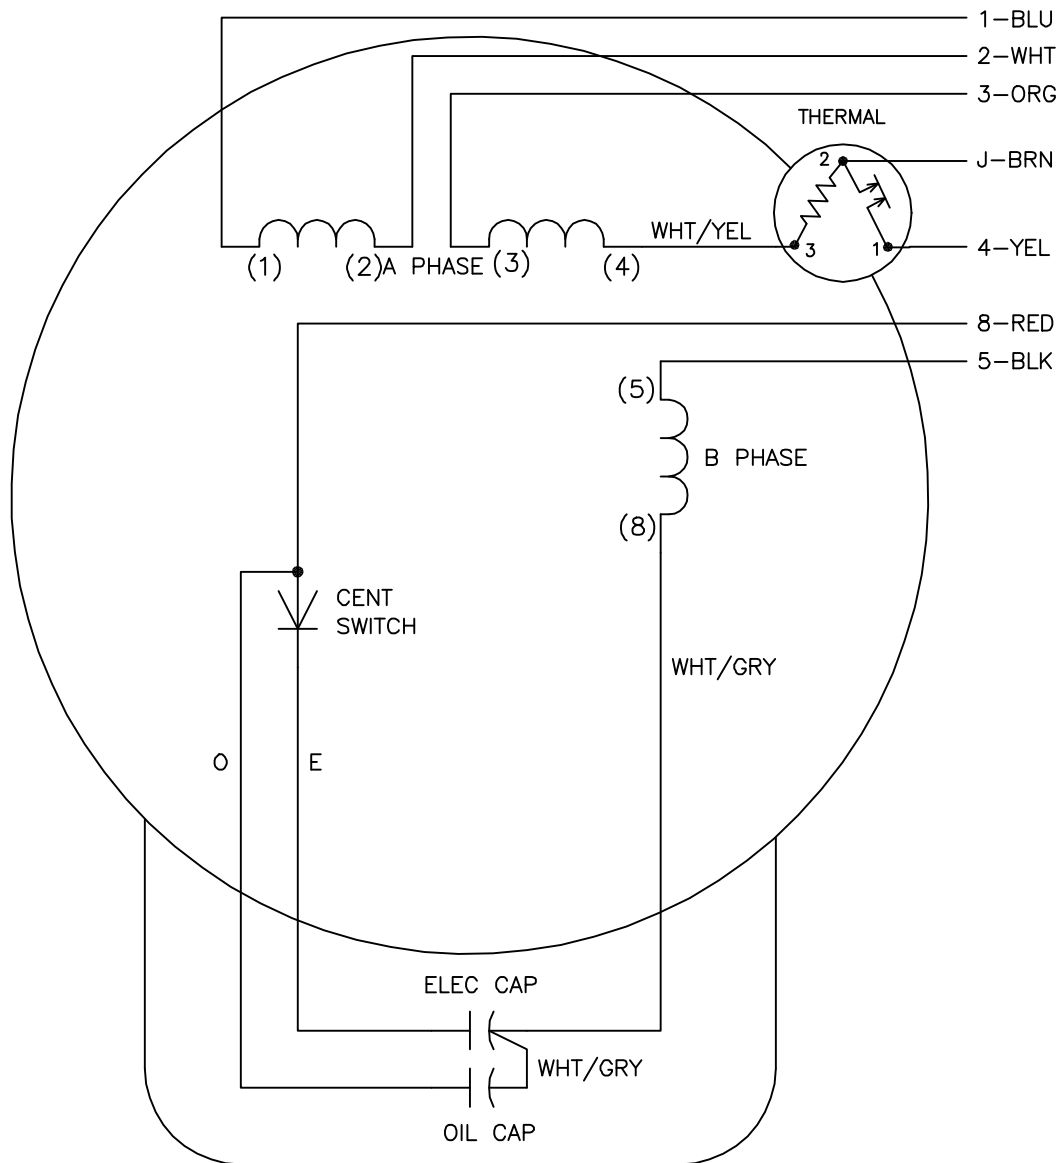 1-BLU
2-WHT
3-ORG
THERMAL
2
J-BRN
WHT/YEL
3
1
4-YEL
(1)
(2)
A PHASE
(3)
(4)
8-RED
5-BLK
(5)
B PHASE
(8)
CENT
SWITCH
WHT/GRY
O
E
ELEC CAP
WHT/GRY
OIL CAP